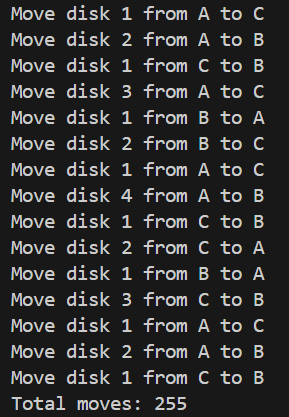 Move disk 1 from A to C
Move disk 2 from A to B
Move disk 1 from C to B
Move disk 3 from A to C
Move disk 1 from B to A
Move disk 2 from B to C
Move disk 1 from A to C
Move disk 4 from A to B
Move disk 1 from C to B
Move disk 2 from C to A
Move disk 1 from B to A
Move disk 3 from C to B
Move disk 1 from A to C
Move disk 2 from A to B
Move disk 1 from C to B
Total moves: 255